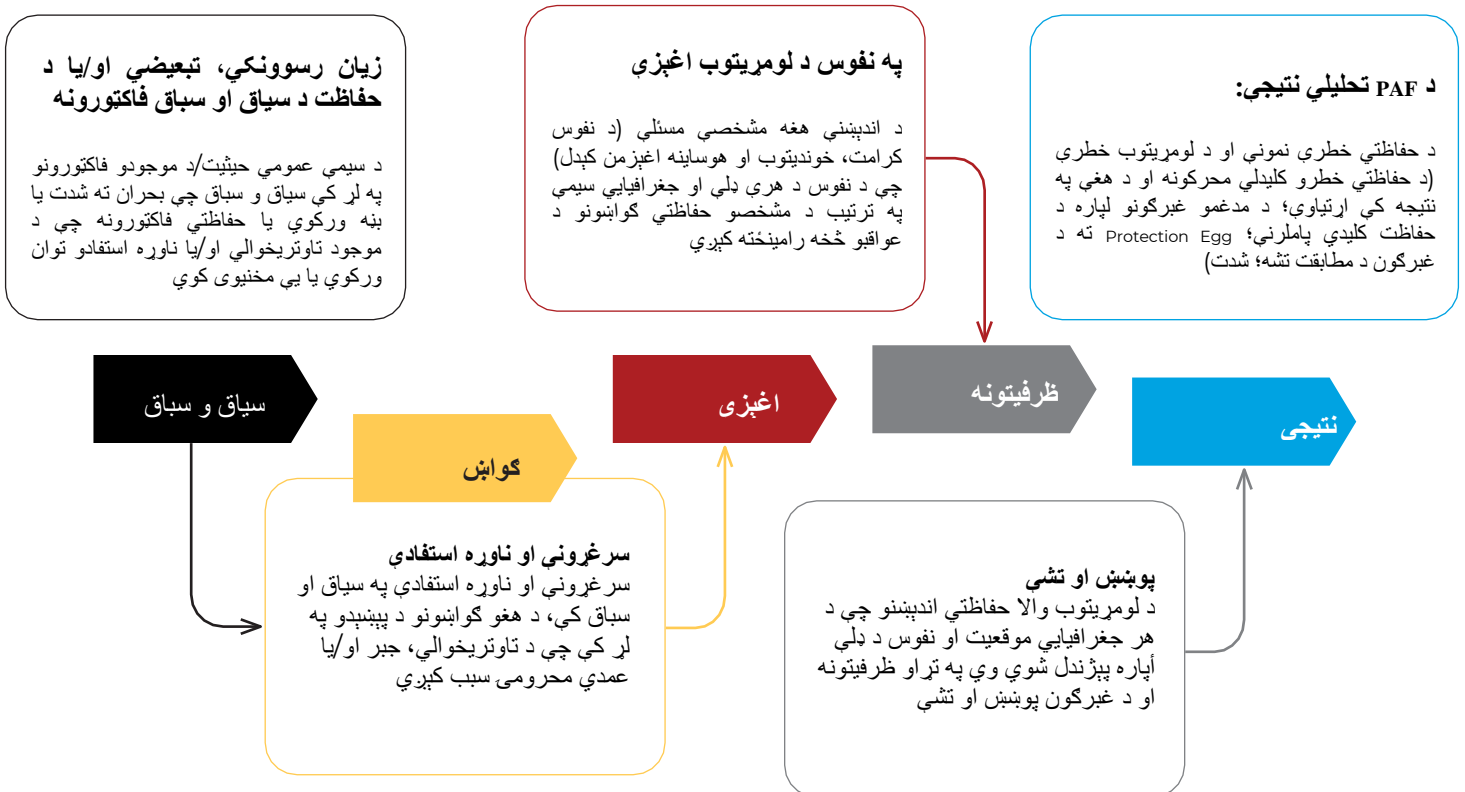 زیان رسوونکي، تبعیضي او/یا د
حفاظت د سیاق او سباق فاکټورونه
د سیمې عمومي حیثیت/د موجودو فاکټورونو
په لړ کې سیاق و سباق چې بحران ته شدت یا
بڼه ورکوي یا حفاظتي فاکټورونه چې د
موجود تاوتریخوالي او/یا ناوړه استفادو توان
ورکوي یا یې مخنیوی کوي
په نفوس د لومړیتوب اغېزې
د اندېښنې هغه مشخصې مسئلې (د نفوس
کرامت، خوندیتوب او هوساینه اغېزمن کېدل)
چې د نفوس د هرې ډلې او جغرافیایي سیمې
په ترتیب د مشخصو حفاظتي ګواښونو د
عواقبو څخه رامینځته کېږي
د PAF تحلیلي نتیجې:
د حفاظتي خطرې نمونې او د لومړیتوب خطرې
(د حفاظتي خطرو کلیدلي محرکونه او د هغې په
نتیجه کې اړتیاوې؛ د مدغمو غبرګونو لپاره د
حفاظت کلیدي پاملرنې؛ Protection Egg ته د
غبرګون د مطابقت تشه؛ شدت)
سیاق و سباق
ګواښ
اغېزې
ظرفیتونه
نتیجې
سرغړونې او ناوړه استفادې
سرغړونې او ناوړه استفادې په سیاق او
سباق کې، د هغو ګواښونو د پېښېدو په
لړ کې چې د تاوتریخوالي، جبر او/یا
عمدي محرومۍ سبب کېږي
پوښښ او تشې
د لومړیتوب والا حفاظتي اندېښنو چې د
هر جغرافیایي موقعیت او نفوس د ډلې
أپاره پېژندل شوي وي په تړاو ظرفیتونه
او د غبرګون پوښښ او تشې